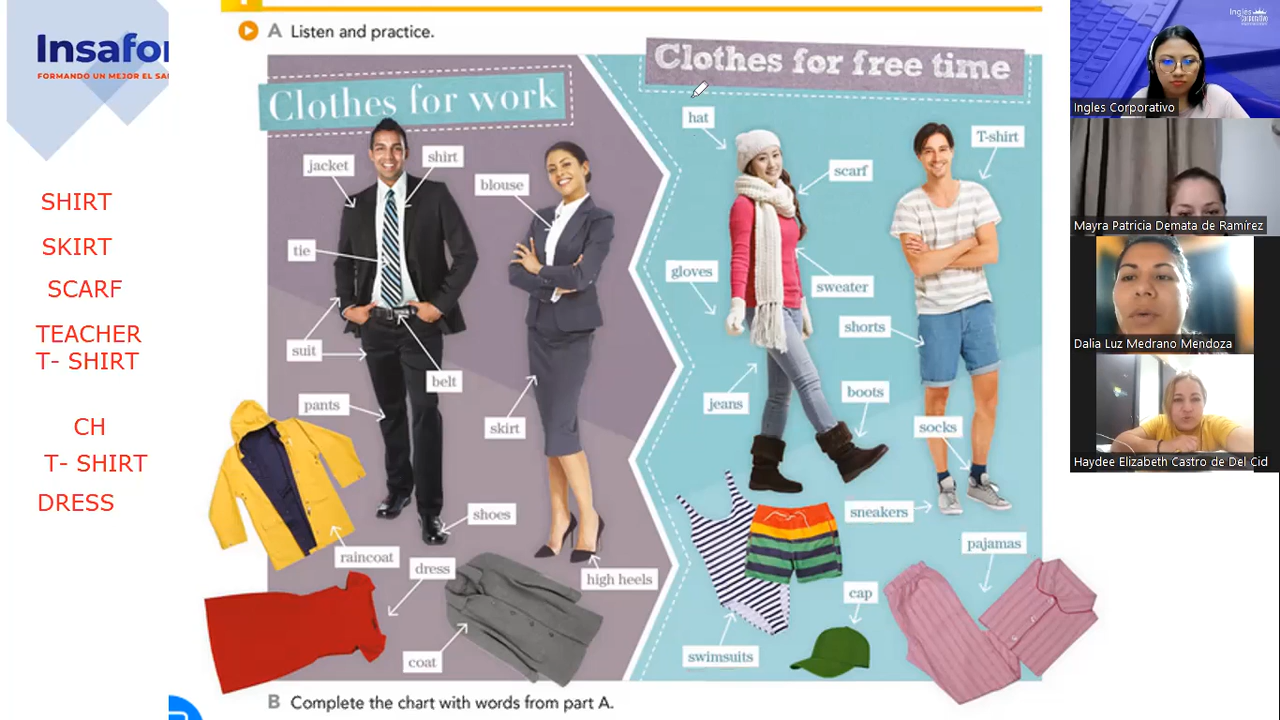 Insafor
FORMANDO UN MEJOR EL SA
SHIRT
SKIRT
SCARF
TEACHER
T- SHIRT
CH
T- SHIRT
DRESS
A Listen and practice.
Clothes for work
jacket
shirt
blouse
tie
suit
belt
pants
skirt
shoes
raincoat
dress
high heels
coat
Clothes for free time
hat
T-shirt
scarf
gloves
sweater
shorts
jeans
boots
socks
sneakers
pajamas
cap
swimsuits
B Complete the chart with words from part A.
Ingles Corporativo
Mayra Patricia Demata de Ramírez
Dalia Luz Medrano Mendoza
Haydee Elizabeth Castro de Del Cid